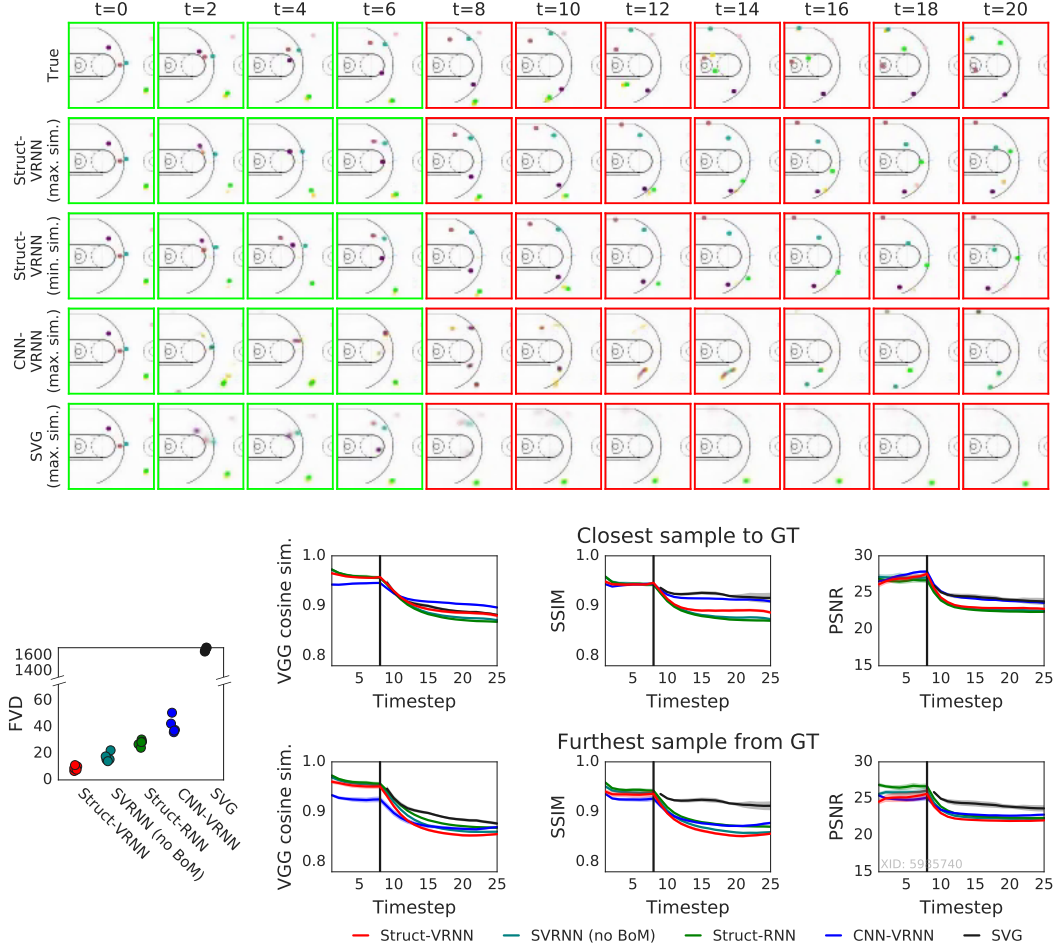 t=0 t=2 t=4 t=6 t=8 t=10 t=12 t=14 t=16 t=18 t=20
True
Struct-
VRNN
(max. sim.)
Struct-
VRNN
(min. sim.)
CNN-
VRNN
(max. sim.)
SVG
(max. sim.)
FVD
1600
1400
60
40
20
0
Struct-VRNN
SVRNN (no BoM)
Struct-RNN
CNN-VRNN
SVG
Closest sample to GT
VGG cosine sim.
1.0
0.9
0.8
5 10 15 20 25
Timestep
SSIM
1.0
0.9
0.8
5 10 15 20 25
Timestep
PSNR
30
25
20
15
5 10 15 20 25
Timestep
Furthest sample from GT
VGG cosine sim.
1.0
0.9
0.8
5 10 15 20 25
Timestep
SSIM
1.0
0.9
0.8
5 10 15 20 25
Timestep
PSNR
30
25
20
15
XID: 5985740
5 10 15 20 25
Timestep
Struct-VRNN SVRNN (no BoM) Struct-RNN CNN-VRNN SVG